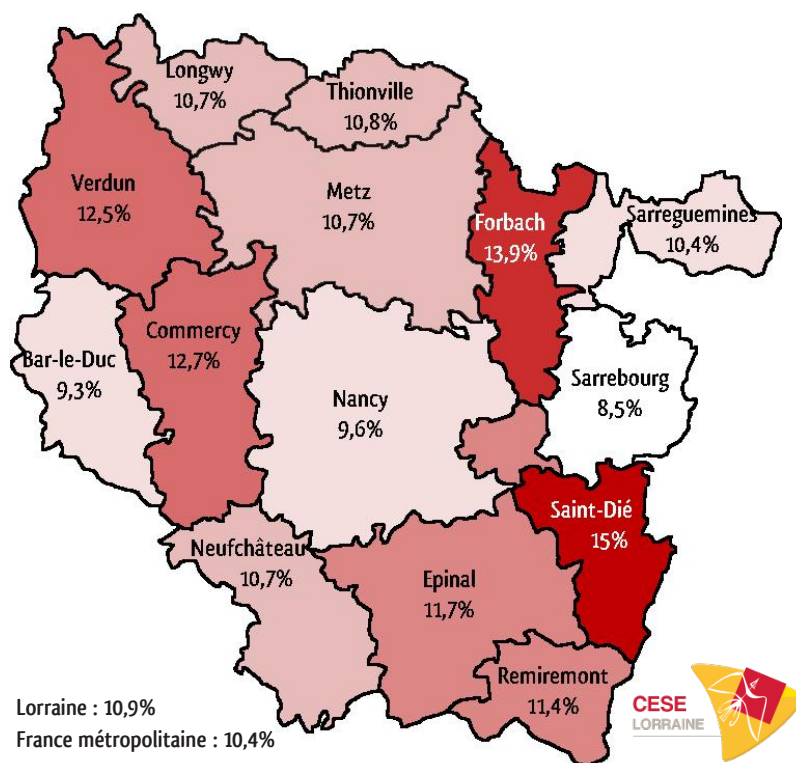 Longwy
10,7%
Thionville
10,8%
Verdun
12,5%
Metz
10,7%
Forbach
13,9%
Sarreguemines
10,4%
Bar-le-Duc
9,3%
Commercy
12,7%
Nancy
9,6%
Sarrebourg
8,5%
Saint-Dié
15%
Neufchâteau
10,7%
Epinal
11,7%
Remiremont
11,4%
Lorraine : 10,9%
France métropolitaine : 10,4%
CESE
LORRAINE